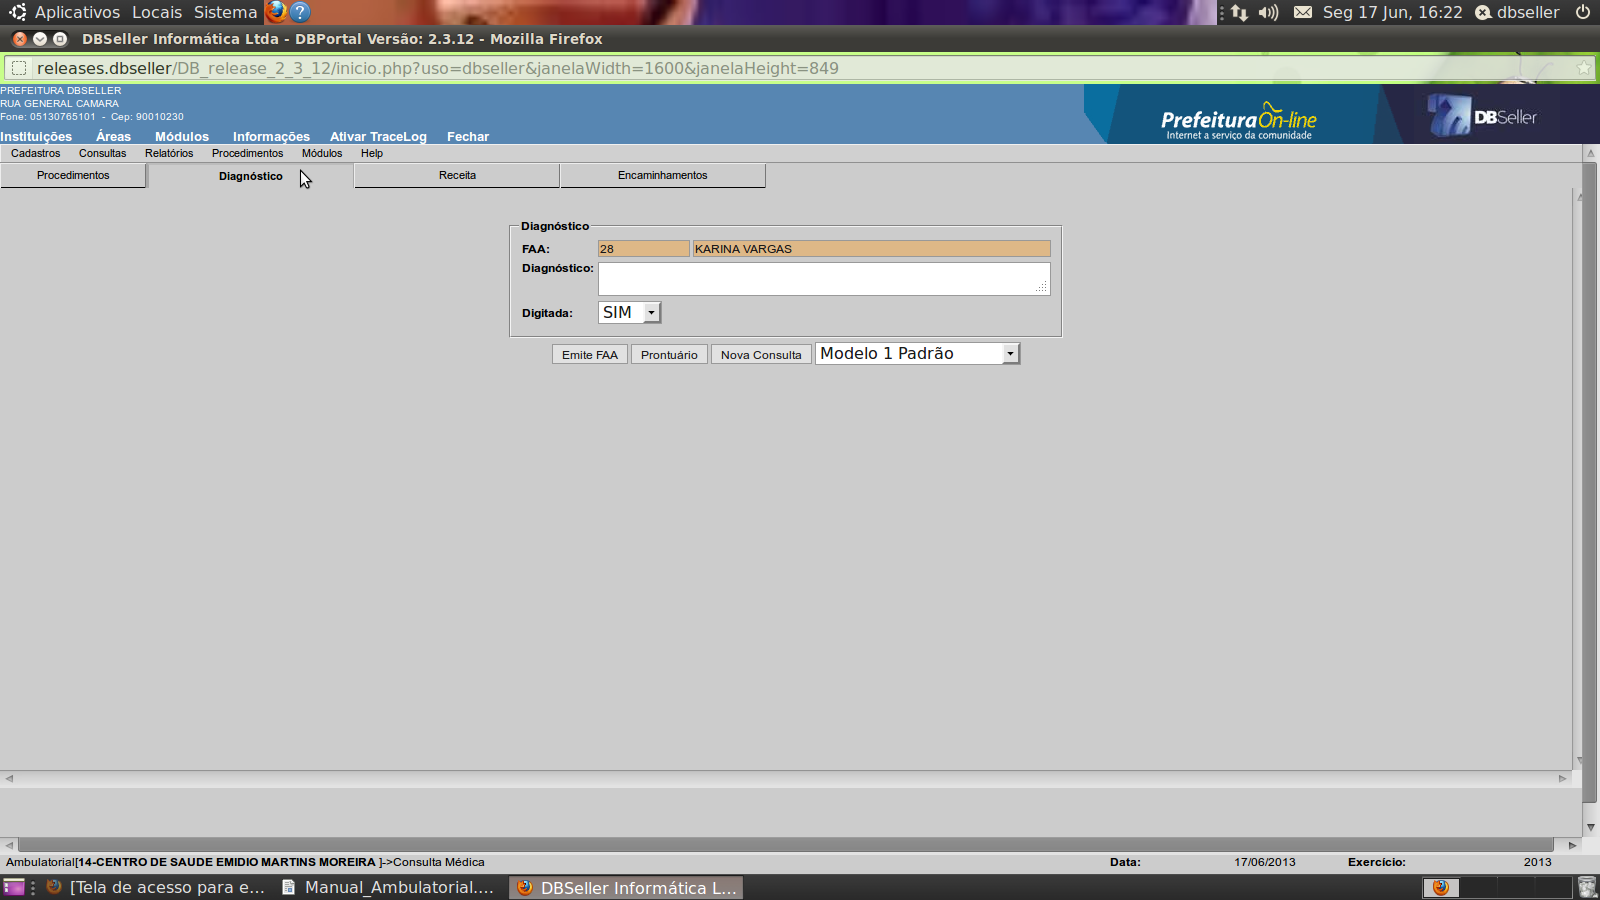 Aplicativos Locais Sistema ? Seg 17 Jun, 16:22 dbseller
DBSeller Informática Ltda - DBPortal Versão: 2.3.12 - Mozilla Firefox
releases.dbseller/DB_release_2_3_12/inicio.php?uso=dbseller&janelaWidth=1600&janelaHeight=849
PREFEITURA DBSELLER
RUA GENERAL CAMARA
Fone: 05130765101 - Cep: 90010230
Prefeitura On-line
Internet a serviço da comunidade
DBSeller
Instituições Áreas Módulos Informações Ativar TraceLog Fechar
Cadastros Consultas Relatórios Procedimentos Módulos Help
Procedimentos Diagnóstico Receita Encaminhamentos
Diagnóstico
FAA: 28 KARINA VARGAS
Diagnóstico:
Digitada: SIM
Emite FAA Prontuário Nova Consulta Modelo 1 Padrão
Ambulatorial[14-CENTRO DE SAUDE EMIDIO MARTINS MOREIRA ]->Consulta Médica Data: 17/06/2013 Exercício: 2013
[Tela de acesso para e... Manual_Ambulatorial.... DBSeller Informática L...